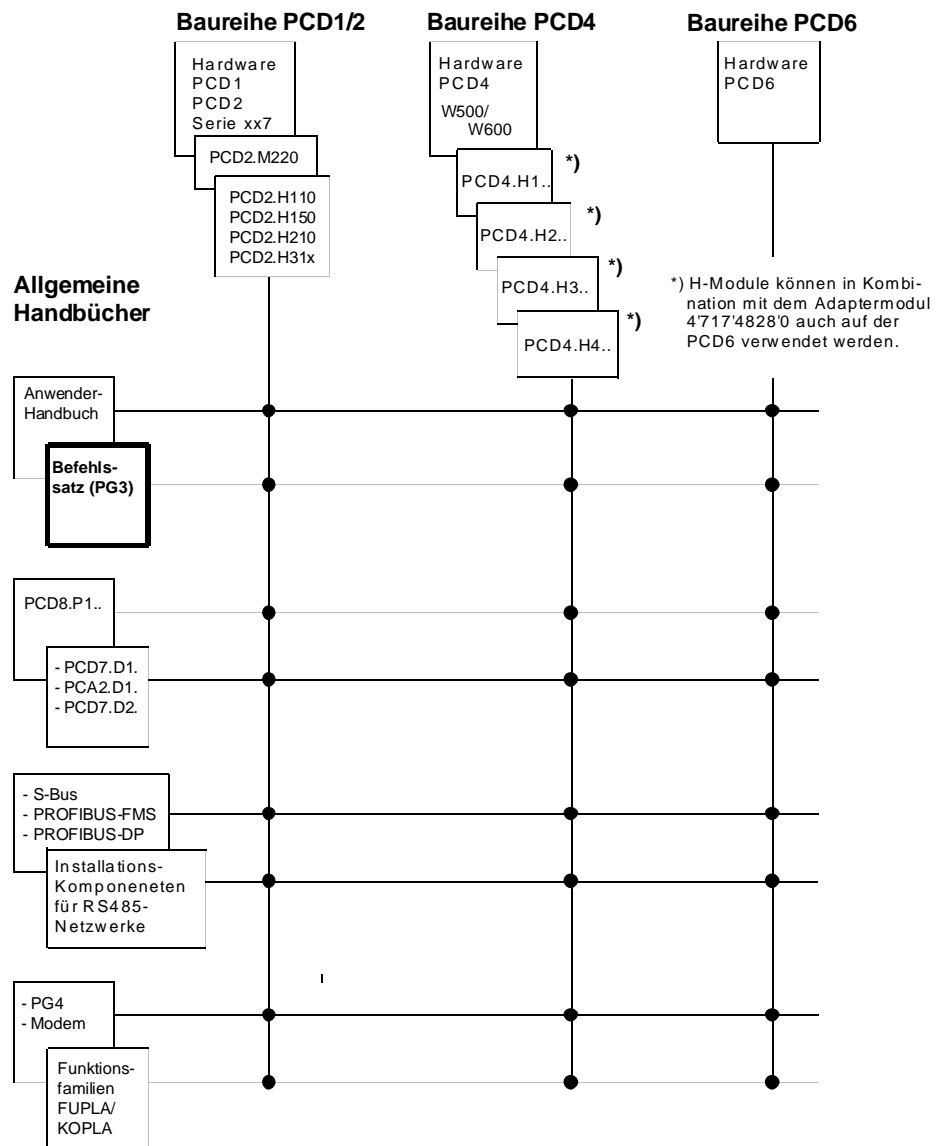 Baureihe PCD1/2
Baureihe PCD4
Baureihe PCD6
Hardware
PCD1
PCD2
Serie xx7
PCD2.M220
PCD2.H110
PCD2.H150
PCD2.H210
PCD2.H31x
Hardware
PCD4
W500/
W600
*)
PCD4.H1..
*)
PCD4.H2..
*)
PCD4.H3..
*)
PCD4.H4..
Hardware
PCD6
*) H-Module können in Kombi-
nation mit dem Adaptermodul
4'717'4828'0 auch auf der
PCD6 verwendet werden.
Allgemeine
Handbücher
Anwender-
Handbuch
Befehls-
satz (PG3)
PCD8.P1..
- PCD7.D1.
- PCA2.D1.
- PCD7.D2.
- S-Bus
- PROFIBUS-FMS
- PROFIBUS-DP
Installations-
Komponeneten
für RS485-
Netzwerke
- PG4
- Modem
Funktions-
familien
FUPLA/
KOPLA